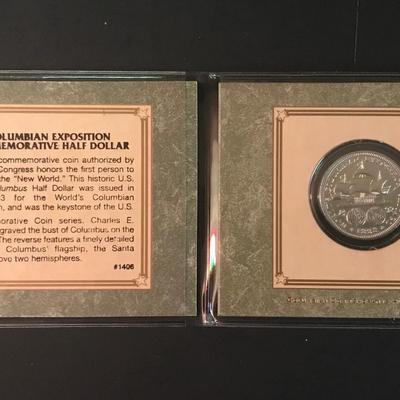 OLUMBIAN EXPOSITION
EMORATIVE HALF DOLLAR
commemorative coin authorized by
Congress honors the first person to
the "New World." This historic U.S.
lumbus Half Dollar was issued in
3 for the World's Columbian
n, and was the keystone of the U.S.
orative Coin series. Charles E.
graved the bust of Columbus on the
The reverse features a finely detailed
Columbus' flagship, the Santa
ove two hemispheres.
#1406